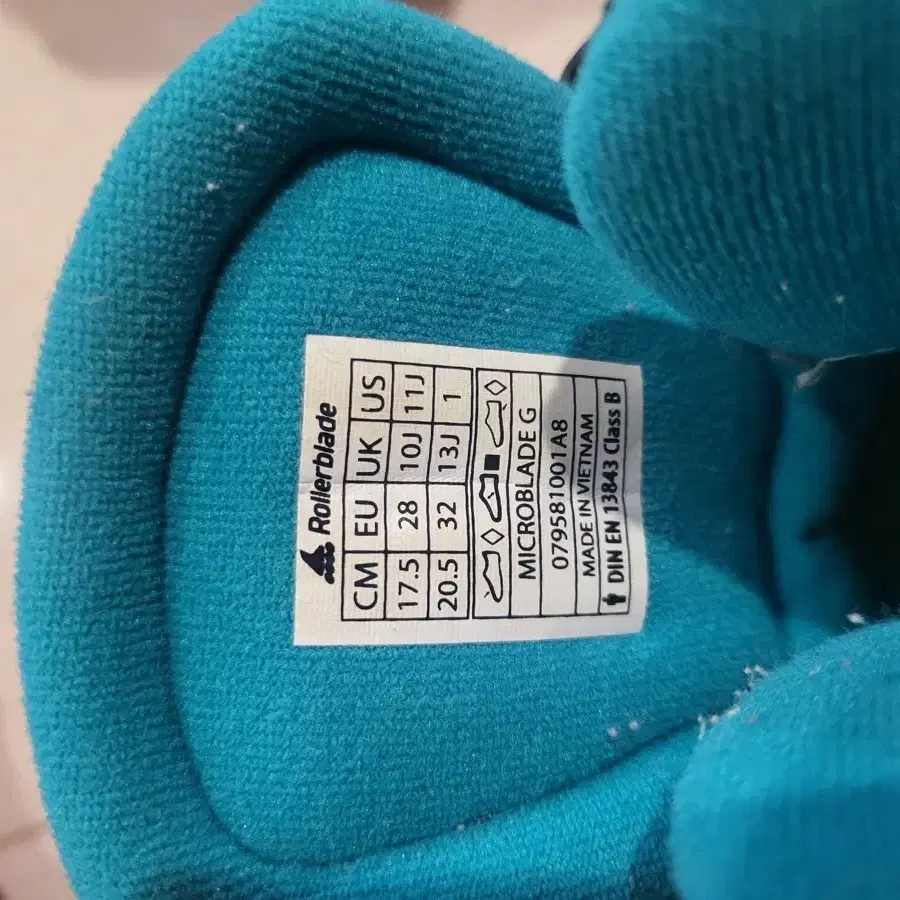 Rollerblade
CM EU UK US
17.5 28 10J 11J
20.5 32 13J 1
MICROBLADE G
079581001A8
MADE IN VIETNAM
DIN EN 13843 Class B